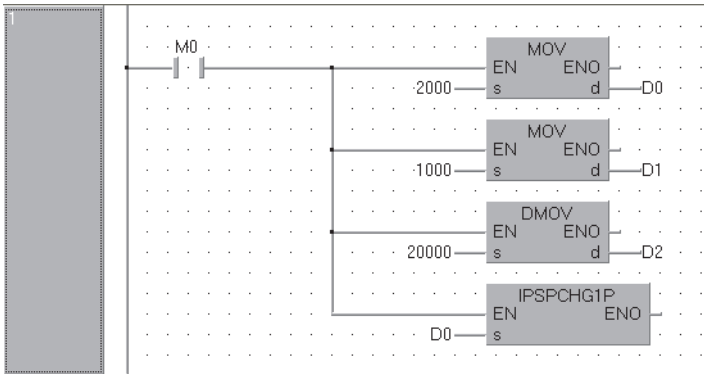 1
M0
MOV
EN ENO
2000 s d D0
MOV
EN ENO
1000 s d D1
DMOV
EN ENO
20000 s d D2
IPSPCHG1P
EN ENO
D0 s